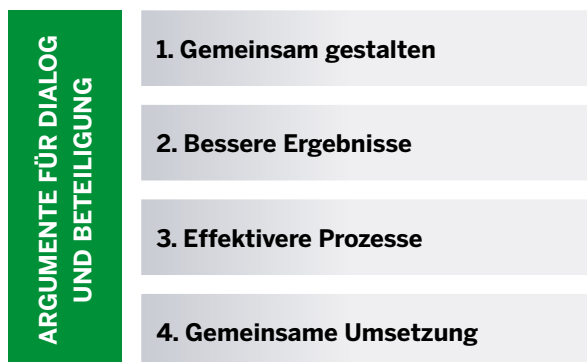 ARGUMENTE FÜR DIALOG
UND BETEILIGUNG
1. Gemeinsam gestalten
2. Bessere Ergebnisse
3. Effektivere Prozesse
4. Gemeinsame Umsetzung